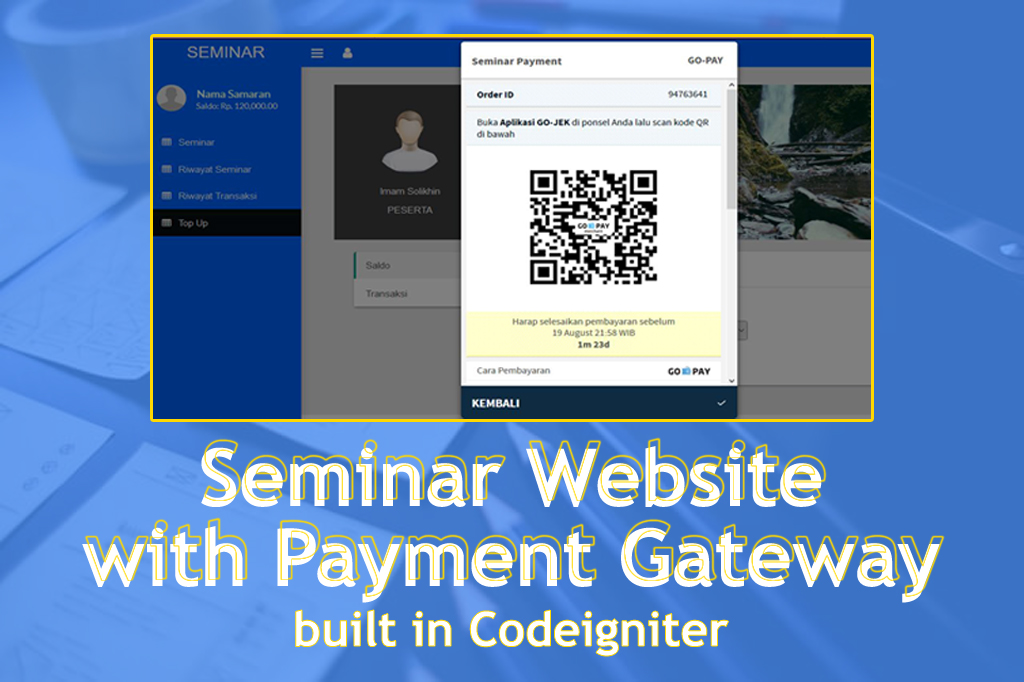 SEMINAR
Nama Samaran
Saldo: Rp. 120,000.00
Seminar
Riwayat Seminar
Riwayat Transaksi
Top Up
Imam Solikhin
PESERTA
Saldo
Transaksi
Seminar Payment GO-PAY
Order ID 94763641
Buka Aplikasi GO-JEK di ponsel Anda lalu scan kode QR
di bawah
GO PAY
Harap selesaikan pembayaran sebelum
19 August 21:58 WIB
1m 23d
Cara Pembayaran GO PAY
KEMBALI
Seminar Website
with Payment Gateway
built in Codeigniter